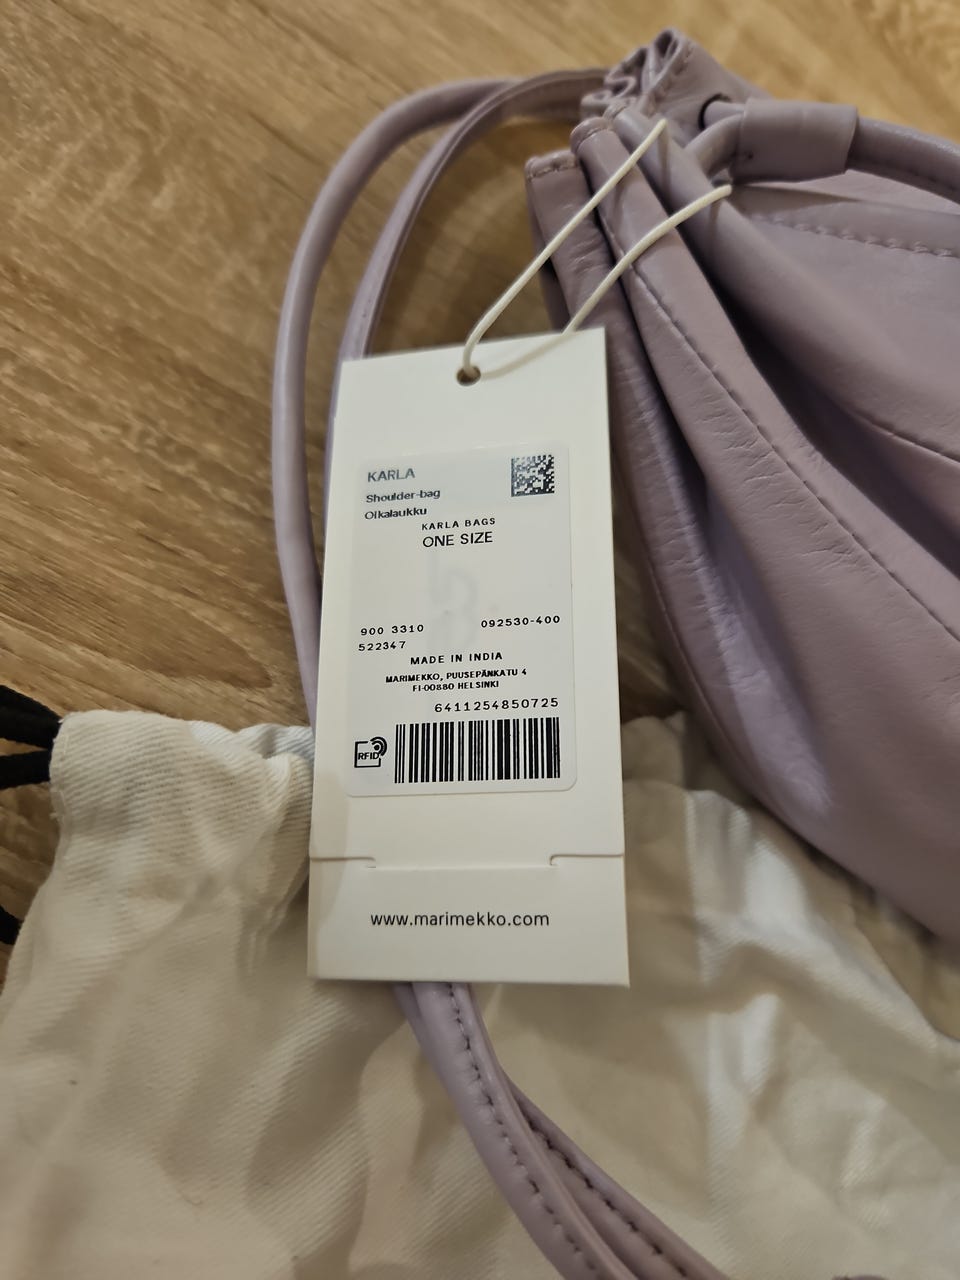 KARLA
Shoulder-bag
Olkalaukku
KARLA BAGS
ONE SIZE
900 3310 092530-400
522347
MADE IN INDIA
MARIMEKKO, PUUSEPÄNKATU 4
FI-00880 HELSINKI
6411254850725
RFID
www.marimekko.com